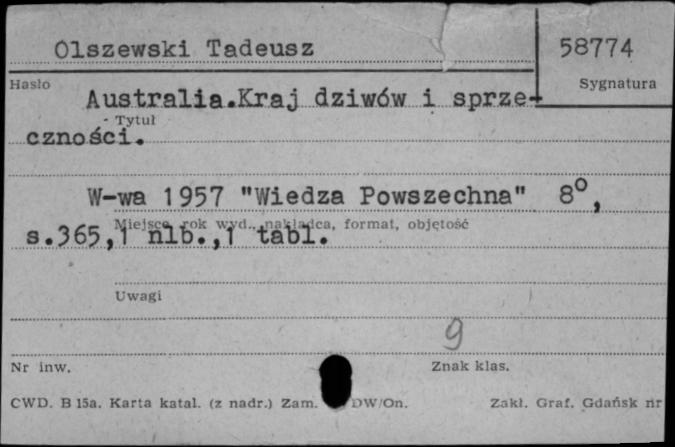 Olszewski Tadeusz 58774
Hasło Sygnatura
Australia.Kraj dziwów i sprze-
Tytuł
czności.
W-wa 1957 "Wiedza Powszechna" 8°,
Miejsce, rok wyd., nakładca, format, objętość
s.365,1 nlb.,1 tabl.
Uwagi
9
Nr inw. Znak klas.
CWD. B 15a. Karta katal. (z nadr.) Zam. DW/On. Zakł. Graf. Gdańsk nr